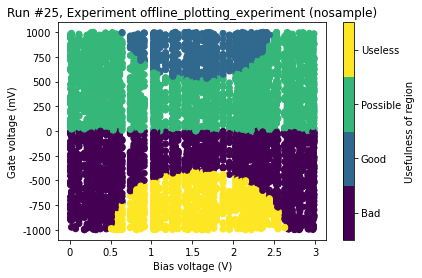 Run #25, Experiment offline_plotting_experiment (nosample)
1000
750
500
250
0
-250
-500
-750
-1000
Gate voltage (mV)
0
0.5
1
1.5
2
2.5
3
Bias voltage (V)
Useless
Possible
Good
Bad
Usefulness of region